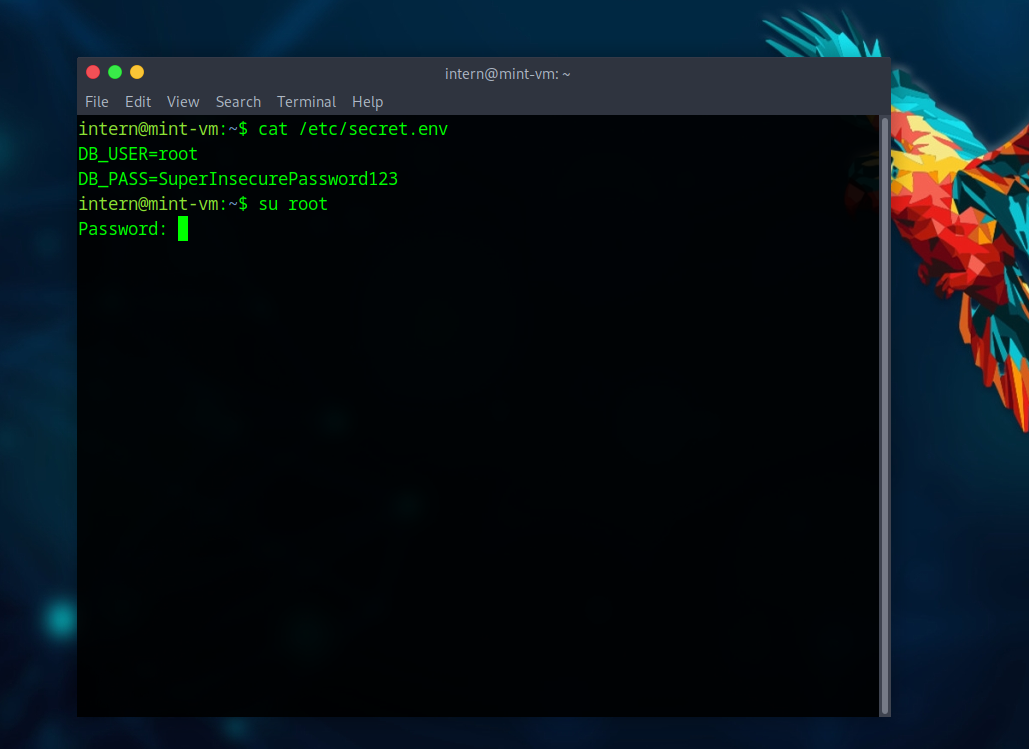 intern@mint-vm: ~
File Edit View Search Terminal Help
intern@mint-vm:~$ cat /etc/secret.env
DB_USER=root
DB_PASS=SuperInsecurePassword123
intern@mint-vm:~$ su root
Password: